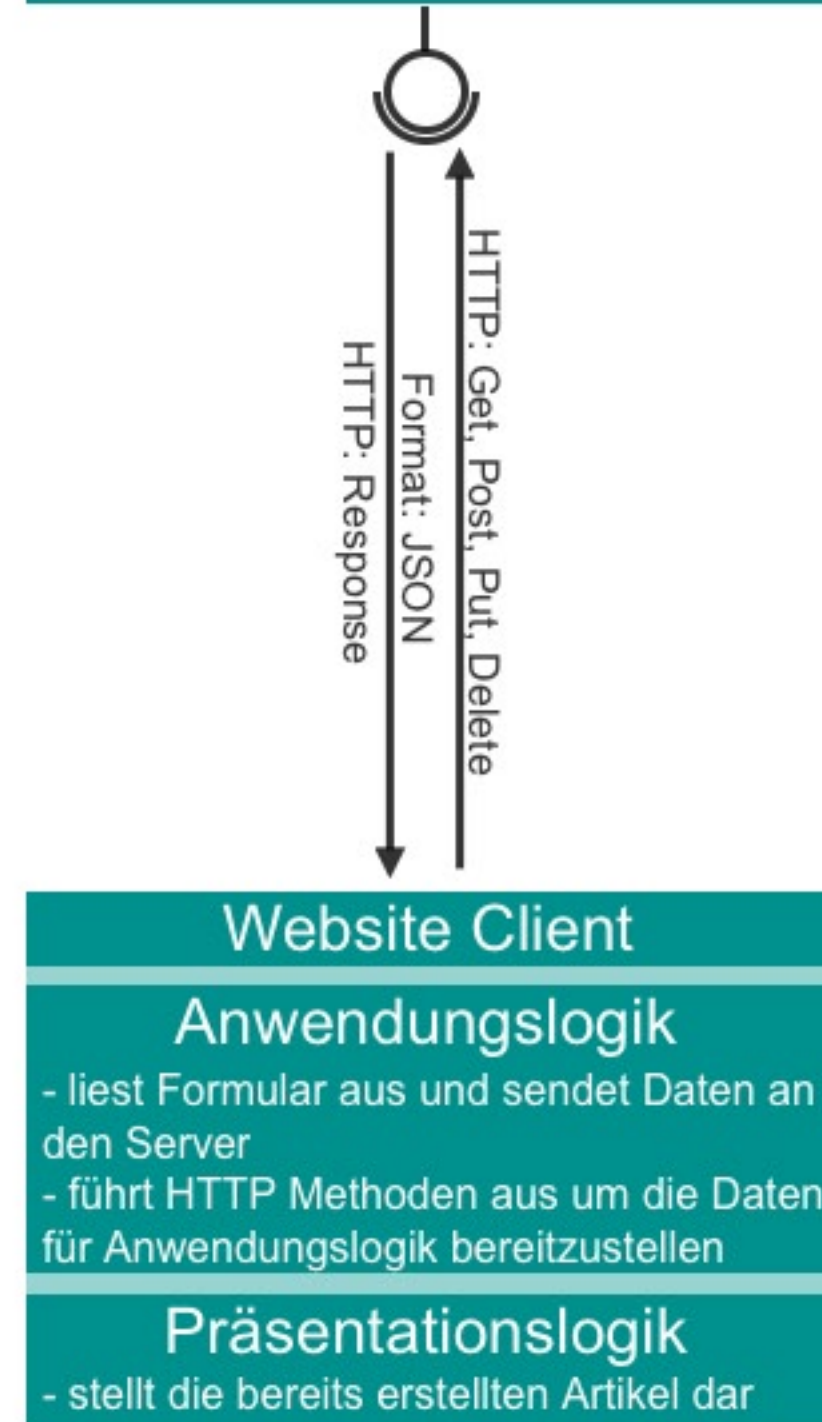 HTTP: Get, Post, Put, Delete
Format: JSON
HTTP: Response
Website Client
Anwendungslogik
- liest Formular aus und sendet Daten an
den Server
- führt HTTP Methoden aus um die Daten
für Anwendungslogik bereitzustellen
Präsentationslogik
- stellt die bereits erstellten Artikel dar